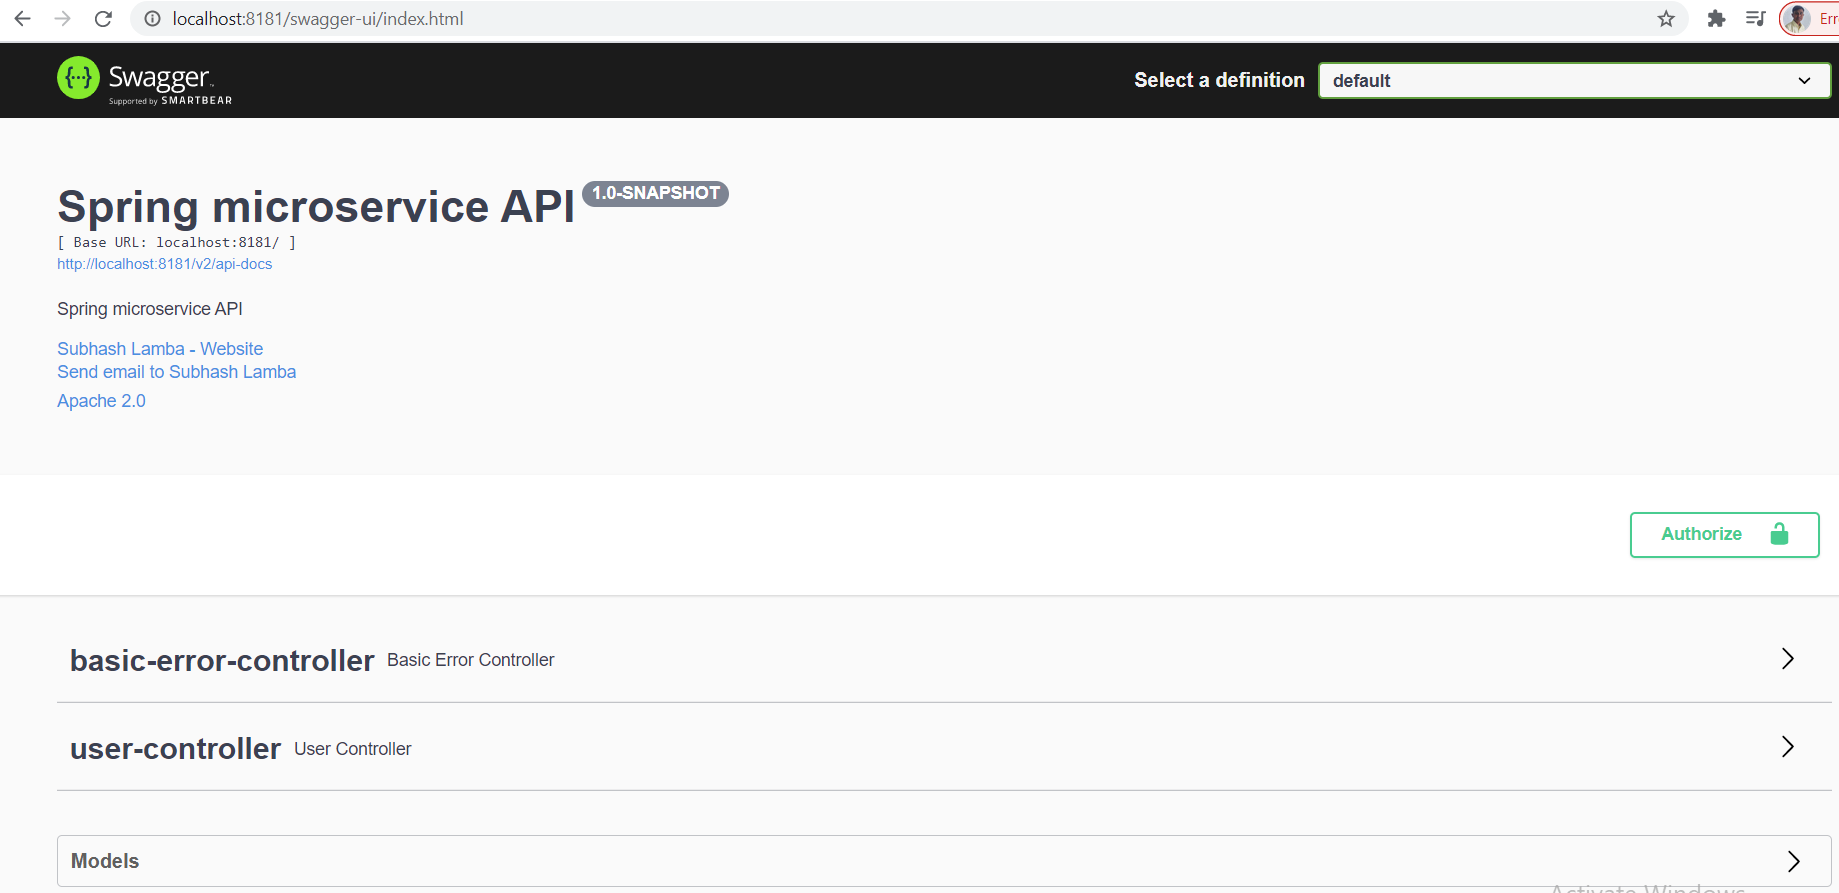 localhost:8181/swagger-ui/index.html
Err
{···} Swagger™
Supported by SMARTBEAR
Select a definition
default
Spring microservice API 1.0-SNAPSHOT
[ Base URL: localhost:8181/ ]
http://localhost:8181/v2/api-docs
Spring microservice API
Subhash Lamba - Website
Send email to Subhash Lamba
Apache 2.0
Authorize
basic-error-controller Basic Error Controller
user-controller User Controller
Models
Activate Windows